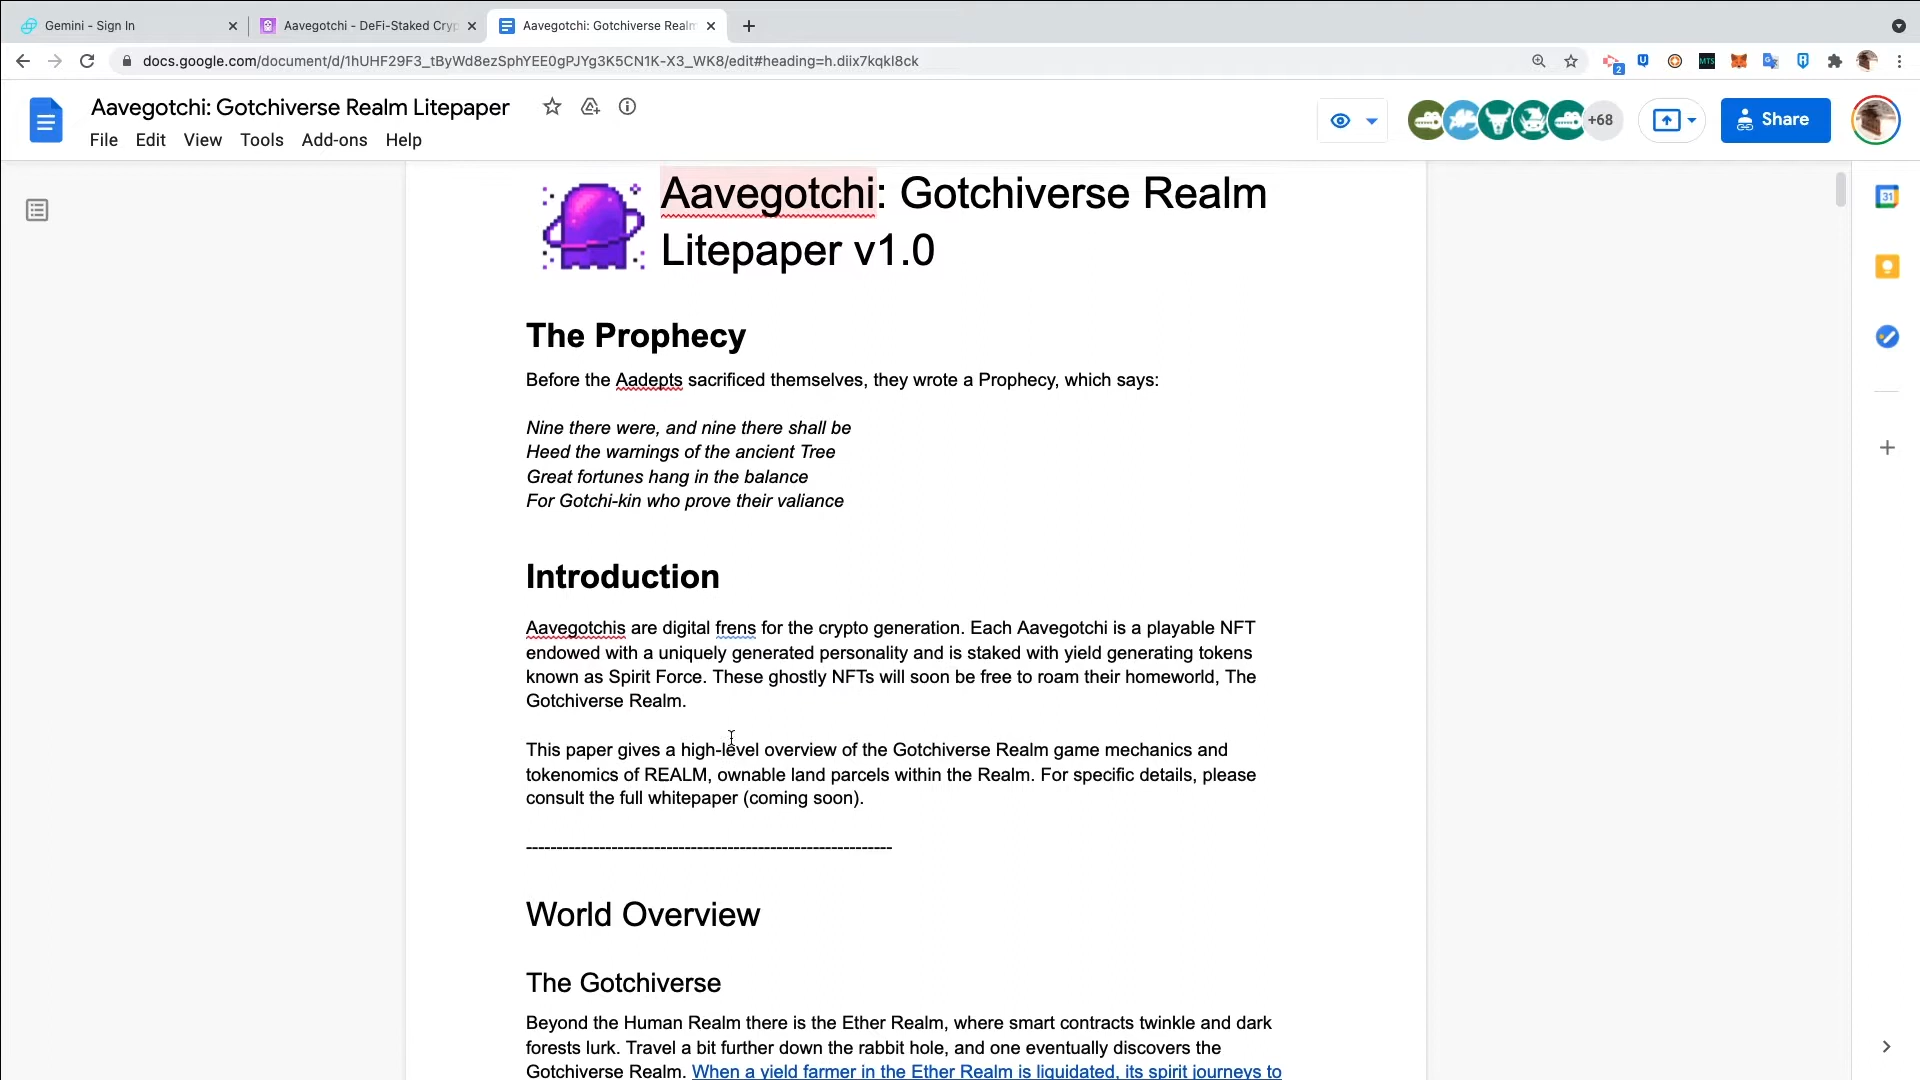 Gemini - Sign In
Aavegotchi - DeFi-Staked Cryp
Aavegotchi: Gotchiverse Realm
docs.google.com/document/d/1hUHF29F3_tByWd8ezSphYEE0gPJYg3K5CN1K-X3_WK8/edit#heading=h.diix7kqkl8ck
2
MTS
Aavegotchi: Gotchiverse Realm Litepaper
File Edit View Tools Add-ons Help
+68
Share
31
Aavegotchi: Gotchiverse Realm
Litepaper v1.0
The Prophecy
Before the Aadepts sacrificed themselves, they wrote a Prophecy, which says:
Nine there were, and nine there shall be
Heed the warnings of the ancient Tree
Great fortunes hang in the balance
For Gotchi-kin who prove their valiance
Introduction
Aavegotchis are digital frens for the crypto generation. Each Aavegotchi is a playable NFT
endowed with a uniquely generated personality and is staked with yield generating tokens
known as Spirit Force. These ghostly NFTs will soon be free to roam their homeworld, The
Gotchiverse Realm.
This paper gives a high-level overview of the Gotchiverse Realm game mechanics and
tokenomics of REALM, ownable land parcels within the Realm. For specific details, please
consult the full whitepaper (coming soon).
-------------------------------------------------------------
World Overview
The Gotchiverse
Beyond the Human Realm there is the Ether Realm, where smart contracts twinkle and dark
forests lurk. Travel a bit further down the rabbit hole, and one eventually discovers the
Gotchiverse Realm. When a yield farmer in the Ether Realm is liquidated, its spirit journeys to